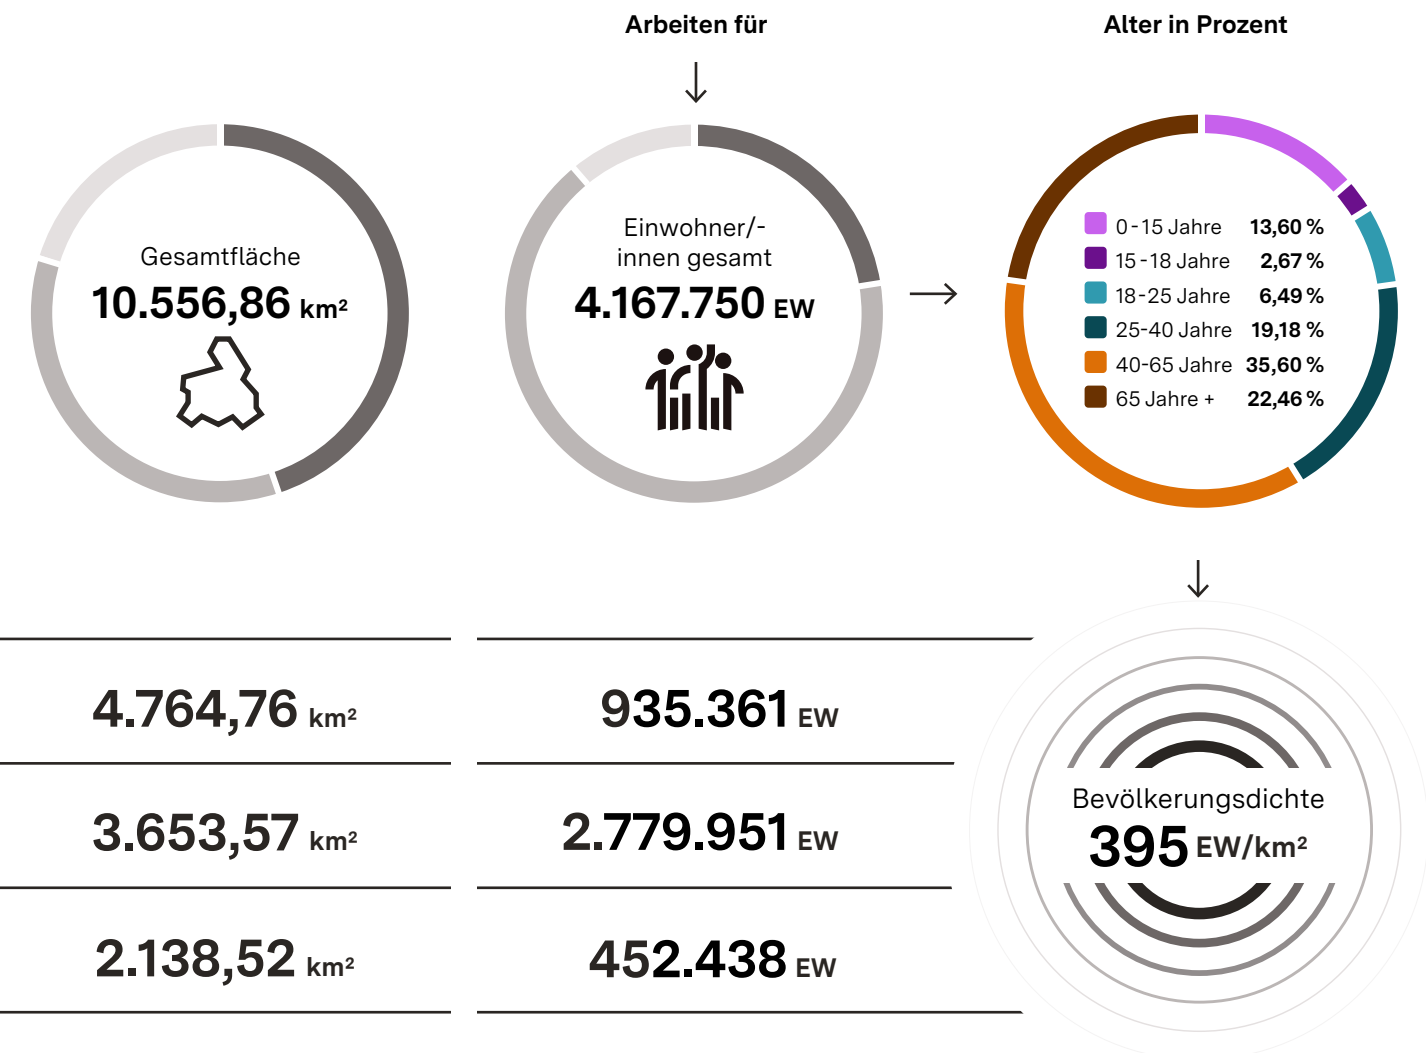 Arbeiten für
Alter in Prozent
Gesamtfläche
10.556,86 km²
Einwohner/-
innen gesamt
4.167.750 EW
0-15 Jahre 13,60 %
15-18 Jahre 2,67 %
18-25 Jahre 6,49 %
25-40 Jahre 19,18 %
40-65 Jahre 35,60 %
65 Jahre + 22,46 %
4.764,76 km²
935.361 EW
3.653,57 km²
2.779.951 EW
2.138,52 km²
452.438 EW
Bevölkerungsdichte
395 EW/km²